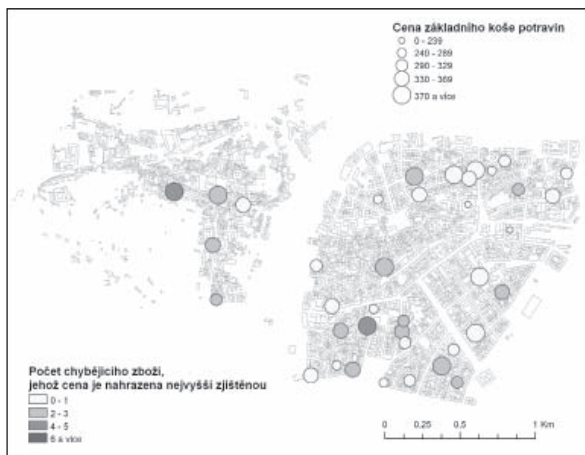 Cena základního koše potravin
0 - 239
240 - 289
290 - 329
330 - 369
370 a více
Počet chybějícího zboží,
jehož cena je nahrazena nejvyšší zjištěnou
0 - 1
2 - 3
4 - 5
6 a více
0 0,25 0,5 1 Km